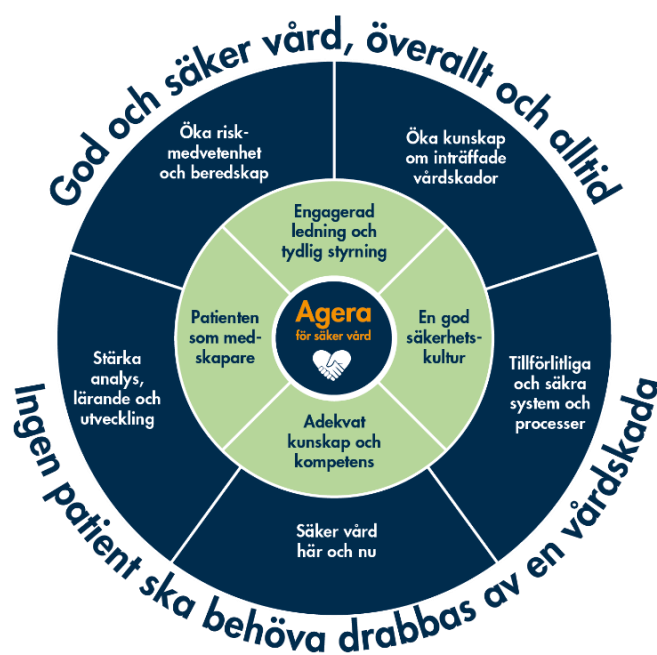 God och säker vård, överallt och alltid
Öka risk-
medvetenhet
och beredskap
Öka kunskap
om inträffade
vårdskador
Engagerad
ledning och
tydlig styrning
Agera
för säker vård
Patienten
som med-
skapare
En god
säkerhets-
kultur
Stärka
analys,
lärande och
utveckling
Tillförlitliga
och säkra
system och
processer
Adekvat
kunskap och
kompetens
Säker vård
här och nu
Ingen patient ska behöva drabbas av en vårdskada